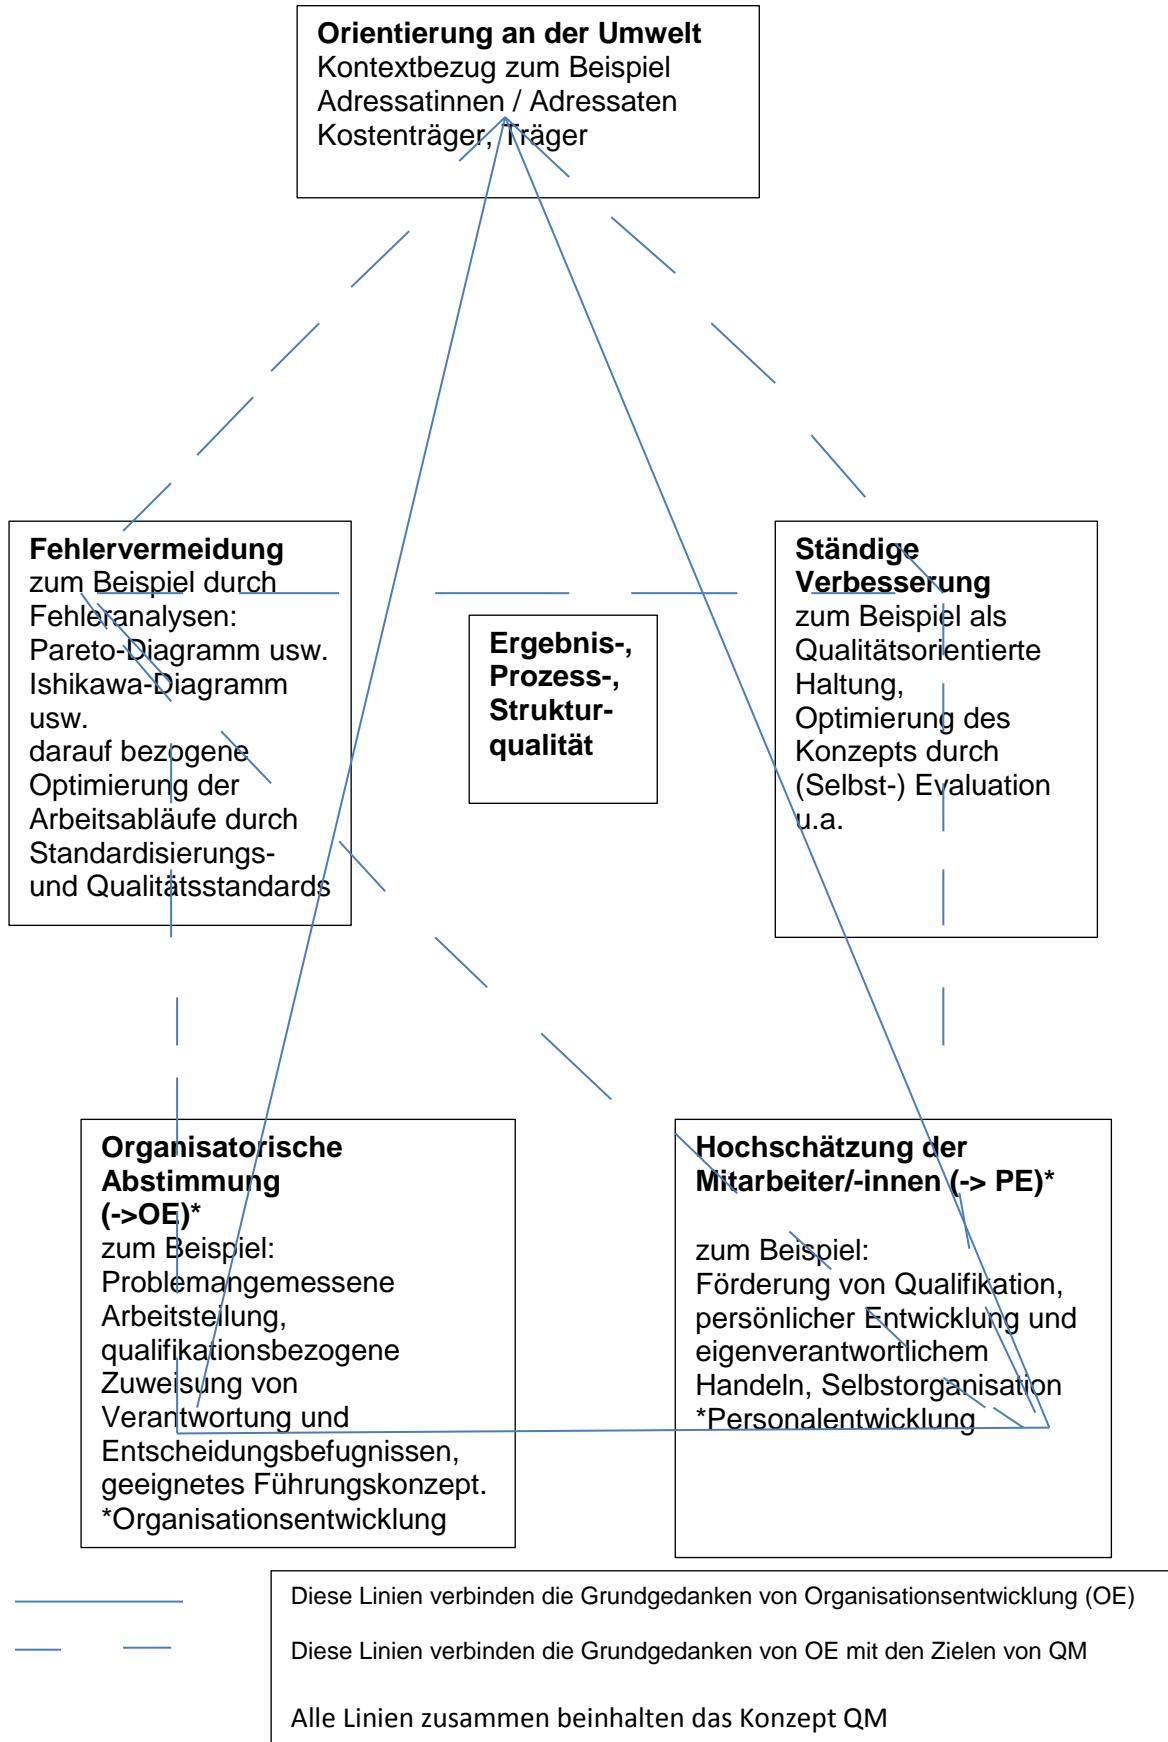 Orientierung an der Umwelt
Kontextbezug zum Beispiel
Adressatinnen / Adressaten
Kostenträger, Träger
Fehlervermeidung
zum Beispiel durch
Fehleranalysen:
Pareto-Diagramm usw.
Ishikawa-Diagramm
usw.
darauf bezogene
Optimierung der
Arbeitsabläufe durch
Standardisierungs-
und Qualitätsstandards
Ergebnis-,
Prozess-,
Struktur-
qualität
Ständige
Verbesserung
zum Beispiel als
Qualitätsorientierte
Haltung,
Optimierung des
Konzepts durch
(Selbst-) Evaluation
u.a.
Organisatorische
Abstimmung
(->OE)*
zum Beispiel:
Problemangemessene
Arbeitsteilung,
qualifikationsbezogene
Zuweisung von
Verantwortung und
Entscheidungsbefugnissen,
geeignetes Führungskonzept.
*Organisationsentwicklung
Hochschätzung der
Mitarbeiter/-innen (-> PE)*
zum Beispiel:
Förderung von Qualifikation,
persönlicher Entwicklung und
eigenverantwortlichem
Handeln, Selbstorganisation
*Personalentwicklung
Diese Linien verbinden die Grundgedanken von Organisationsentwicklung (OE)
Diese Linien verbinden die Grundgedanken von OE mit den Zielen von QM
Alle Linien zusammen beinhalten das Konzept QM